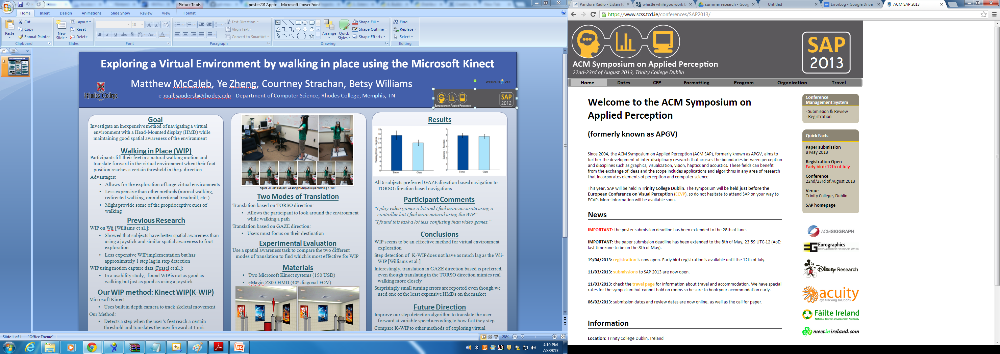 Picture Tools
poster2012.pptx - Microsoft PowerPoint
Home Insert Design Animations Slide Show Review View Format
Paste
Cut
Copy
Format Painter
Clipboard
New Slide
Layout
Reset
Delete
Slides
18
Font
Text Direction
Align Text
Convert to SmartArt
Paragraph
Arrange
Quick Styles
Shape Fill
Shape Outline
Shape Effects
Drawing
Find
Replace
Select
Editing
1
Exploring a Virtual Environment by walking in place using the Microsoft Kinect
Matthew McCaleb, Ye Zheng, Courtney Strachan, Betsy Williams
e-mail:sandersb@rhodes.edu - Department of Computer Science, Rhodes College, Memphis, TN
Rhodes College
WORLD VIZ
Symposium on Applied Perception
SAP
2012
Goal
Investigate an inexpensive method of navigating a virtual
environment with a Head-Mounted display (HMD) while
maintaining good spatial awareness of the environment
Walking in Place (WIP)
Participants lift their feet in a natural walking motion and
translate forward in the virtual environment when their foot
position reaches a certain threshold in the y-direction
Advantages:
• Allows for the exploration of large virtual environments
• Less expensive than other methods (normal walking,
redirected walking, omnidirectional treadmill, etc.)
• Might provide some of the proprioceptive cues of
walking
Previous Research
WIP on Wii [Williams et al.]:
• Showed that subjects have better spatial awareness than
using a joystick and similar spatial awareness to foot
exploration
• Less expensive WIP implementation but has
approximately 1 step lag in step detection
WIP using motion capture data [Feasel et al.]:
• In a usability study, found WIP is not as good as
walking but just as good as using a joystick
Our WIP method: Kinect WIP(K-WIP)
Microsoft Kinect
• Uses built in depth camera to track skeletal movement
Our Method:
• Detects a step when the user's feet reach a certain
threshold and translates the user forward at 1 m/s.
Figure 2: Test subject wearing HMD)while performing K-WIP
Two Modes of Translation
Translation based on TORSO direction:
• Allows the participant to look around the environment
while walking a path
Translation based on GAZE direction:
• Users must focus on their destination
Experimental Evaluation
Use a spatial awareness task to compare the two different
modes of translation to find which is most effective for WIP
Materials
• Two Microsoft Kinect systems (150 USD)
• eMagin Z800 HMD (40° diagonal FOV)
Results
Turning Error - Degrees
18
16
14
12
10
8
6
4
2
0
Torso Gaze
Latency - Seconds
7
6
5
4
3
2
1
0
Torso Gaze
All 6 subjects preferred GAZE direction based navigation to
TORSO direction based navigations
Participant Comments
"I play video games a lot and I feel more accurate using a
controller but I feel more natural using the WIP"
"I found this task a lot less confusing than video games."
Conclusions
WIP seems to be an effective method for virtual environment
exploration
Step detection of K-WIP does not have as much lag as the Wii-
WIP [Williams et al.]
Interestingly, translation in GAZE direction based is preferred,
even though translating in the TORSO direction mimics real
walking more closely
Surprisingly small turning errors are reported even though we
used one of the least expensive HMDs on the market
Future Direction
Improve our step detection algorithm to translate the user
forward at variable speed according to how fast they step
Compare K-WIP to other methods of exploring virtual
Slide 1 of 1 "Office Theme" 28%
4:10 PM
7/8/2013
Pandora Radio - Listen to
whistle while you work b
summer research - Goog
Untitled
ErrorLog - Google Drive
ACM SAP 2013
https://www.scss.tcd.ie/conferences/SAP2013/
ACM Symposium on Applied Perception
22nd-23rd of August 2013, Trinity College Dublin
SAP
2013
Home Dates CFP Formatting Program Organization Travel
Welcome to the ACM Symposium on
Applied Perception
(formerly known as APGV)
Since 2004, the ACM Symposium on Applied Perception (ACM SAP), formerly known as APGV, aims to
further the development of inter-disciplinary research that crosses the boundaries between perception
and disciplines such as graphics, visualization, vision, haptics and acoustics. These fields can benefit
from the exchange of ideas and the scope includes applications and algorithms in any area of research
that incorporates elements of perception and computer science.
This year, SAP will be held in Trinity College Dublin. The symposium will be held just before the
European Conference on Visual Perception (ECVP), so do not hesitate to attend SAP on your way to
ECVP. More information will be available soon.
News
IMPORTANT: the poster submission deadline has been extended to the 28th of June.
IMPORTANT: the paper submission deadline has been extended to the 8th of May, 23:59 UTC-12 (AoE:
last timezone to be on the 8th of May).
19/04/2013: registration is now open. Early bird registration is available until the 12th of July.
11/03/2013: submissions to SAP 2013 are now open.
11/03/2013: check the travel page for information about travel and accommodation. We have special
rates for the symposium but cannot hold on rooms so be sure to book your accommodation early.
06/02/2013: submission dates and review dates are now online, as well as the call for paper.
Information
Location: Trinity College Dublin, Ireland
Conference
Management System
- Submission & Review
- Registration
Quick Facts
Paper submission
8 May 2013
Registration Open
Early bird: 12th of July
Conference
22nd/23rd of August 2013
Venue
Trinity College, Dublin
SAP homepage
ACMSIGGRAPH
EG Eurographics
EUROPEAN ASSOCIATION FOR COMPUTER GRAPHICS
Disney Research
acuity
eye tracking solutions
Fáilte Ireland
National Tourism Development Authority
meetinireland.com